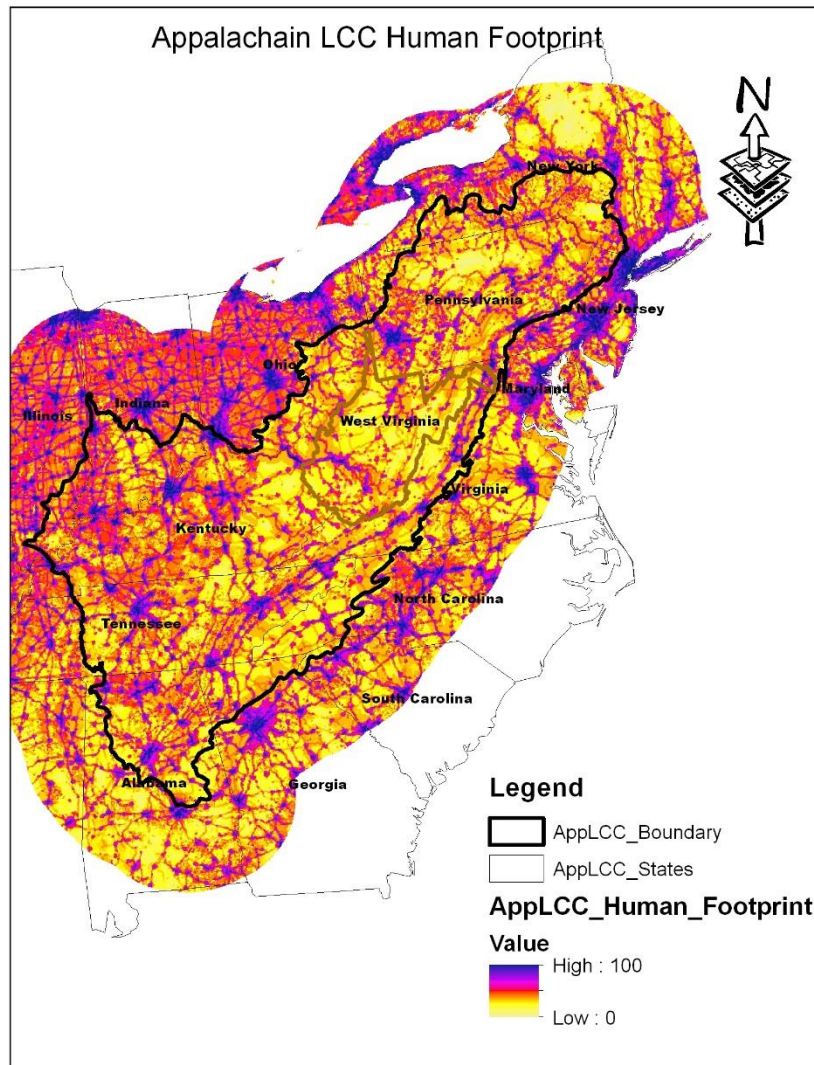 Appalachain LCC Human Footprint
N
New York
Pennsylvania
New Jersey
Ohio
Maryland
Indiana
Illinois
West Virginia
Virginia
Kentucky
North Carolina
Tennessee
South Carolina
Alabama
Georgia
Legend
AppLCC_Boundary
AppLCC_States
AppLCC_Human_Footprint
Value
High : 100
Low : 0